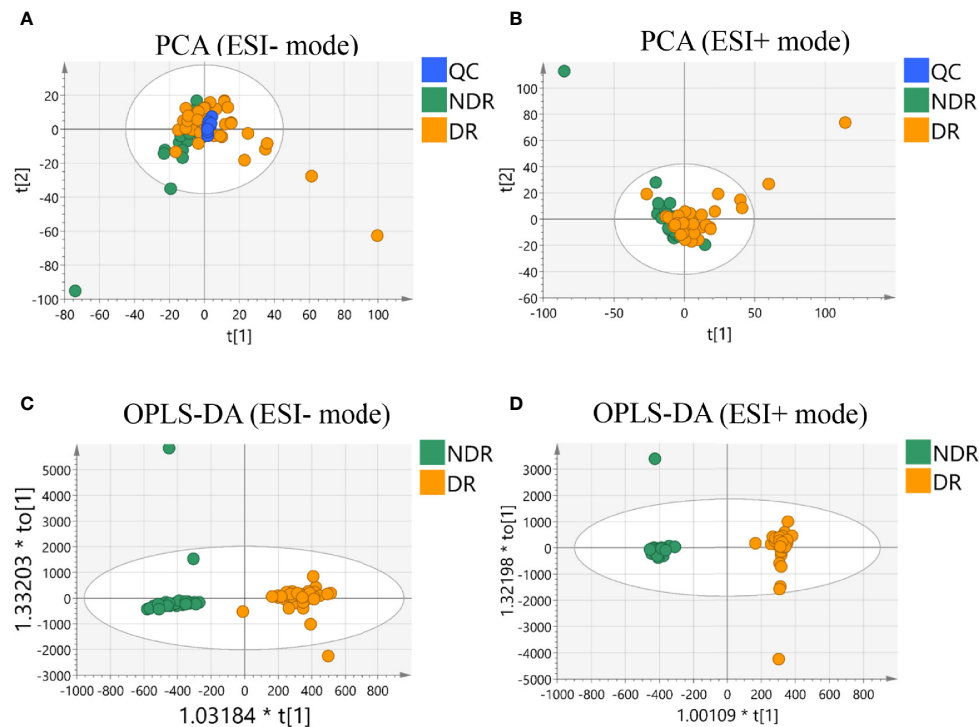 A
PCA (ESI- mode)
QC
NDR
DR
t[2]
20
0
-20
-40
-60
-80
-100
-80 -60 -40 -20 0 20 40 60 80 100 120
t[1]
B
PCA (ESI+ mode)
QC
NDR
DR
t[2]
100
80
60
40
20
0
-20
-40
-60
-100 -50 0 50 100
t[1]
C
OPLS-DA (ESI- mode)
NDR
DR
1.33203 * to[1]
5000
4000
3000
2000
1000
0
-1000
-2000
-3000
-1000 -800 -600 -400 -200 0 200 400 600 800
1.03184 * t[1]
D
OPLS-DA (ESI+ mode)
NDR
DR
1.32198 * to[1]
3000
2000
1000
0
-1000
-2000
-3000
-4000
-5000
-1000 -800 -600 -400 -200 0 200 400 600 800
1.00109 * t[1]